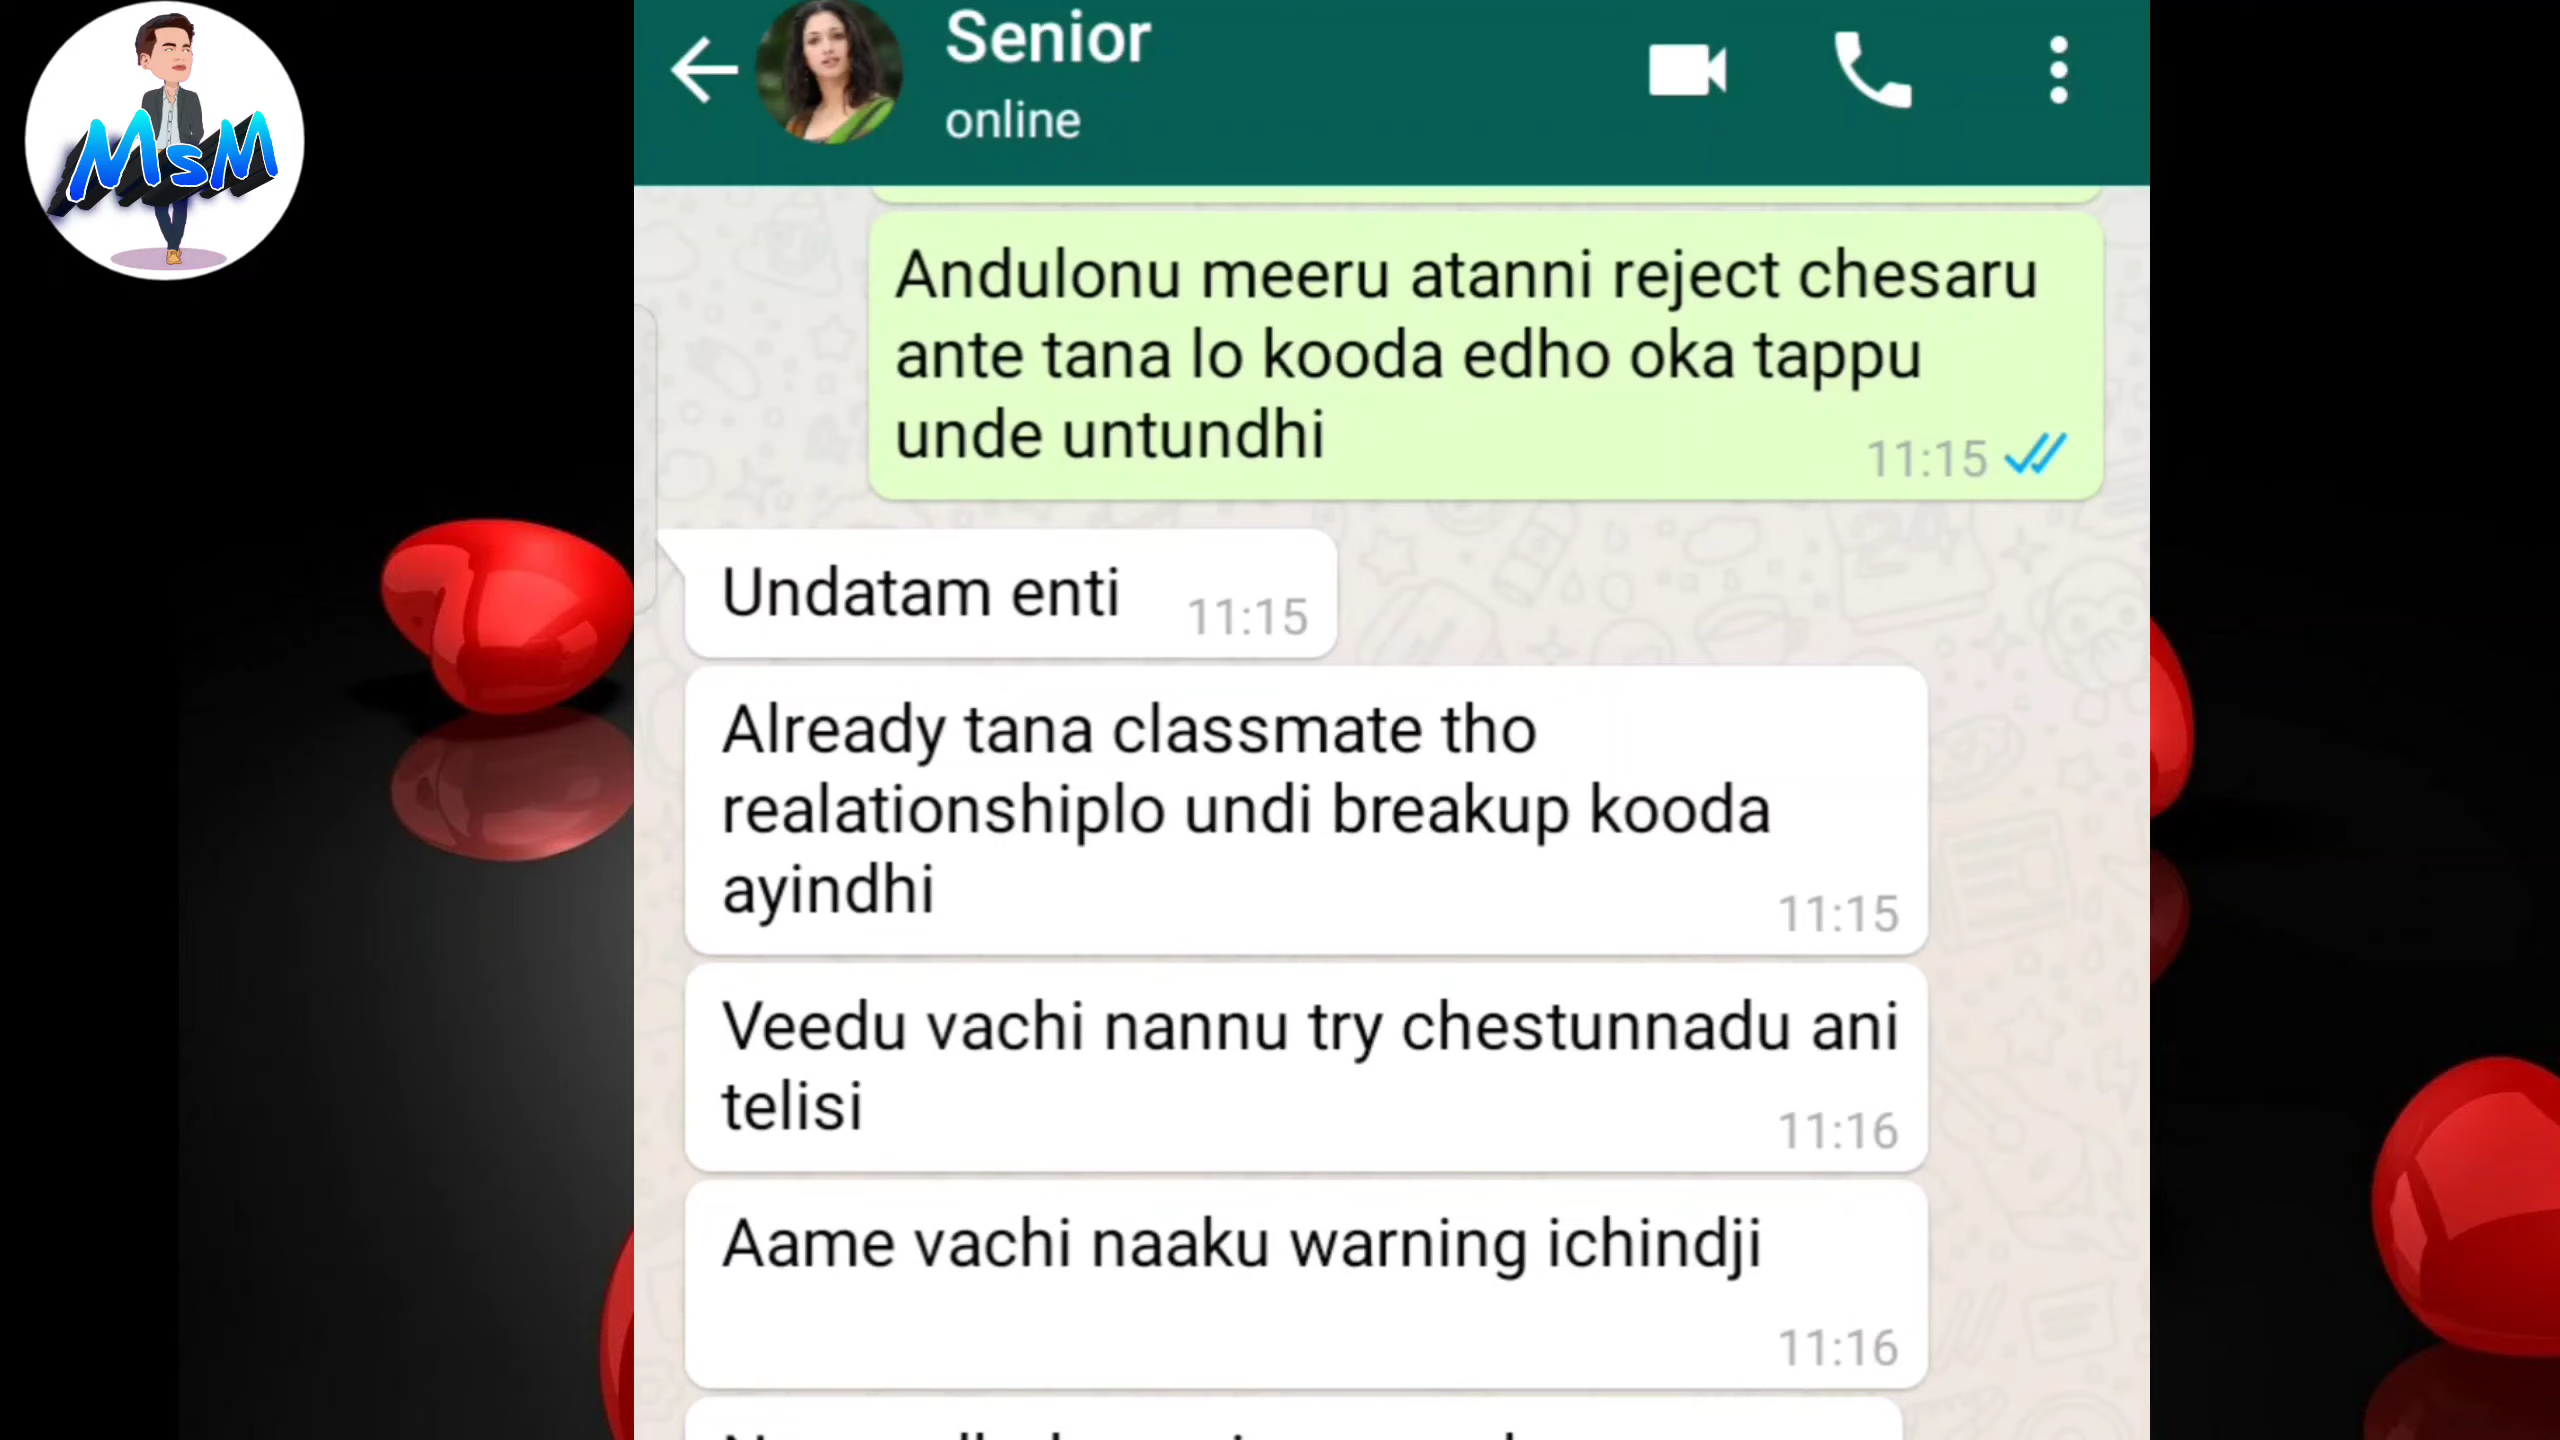 MsM
Senior
online
Andulonu meeru atanni reject chesaru
ante tana lo kooda edho oka tappu
unde untundhi
11:15
Undatam enti
11:15
Already tana classmate tho
realationshiplo undi breakup kooda
ayindhi
11:15
Veedu vachi nannu try chestunnadu ani
telisi
11:16
Aame vachi naaku warning ichindji
11:16